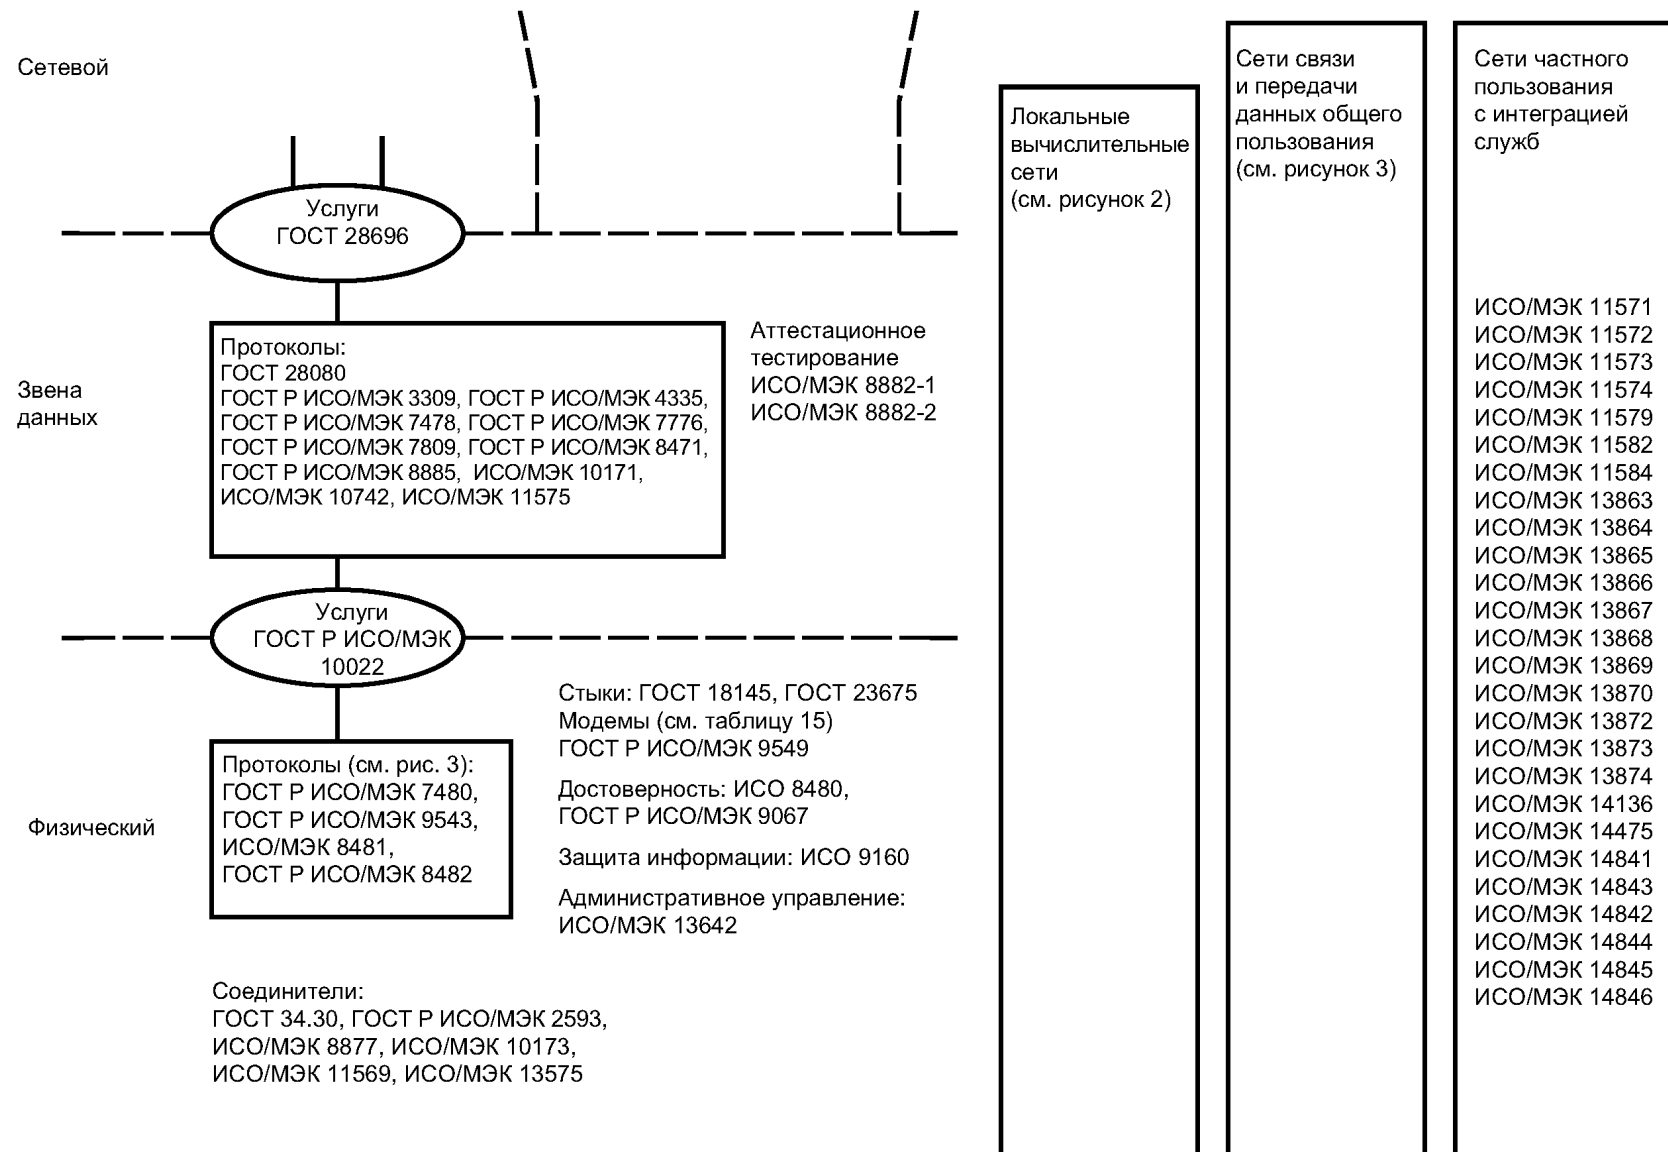 Сетевой
Услуги
ГОСТ 28696
Звена
данных
Протоколы:
ГОСТ 28080
ГОСТ Р ИСО/МЭК 3309, ГОСТ Р ИСО/МЭК 4335,
ГОСТ Р ИСО/МЭК 7478, ГОСТ Р ИСО/МЭК 7776,
ГОСТ Р ИСО/МЭК 7809, ГОСТ Р ИСО/МЭК 8471,
ГОСТ Р ИСО/МЭК 8885, ИСО/МЭК 10171,
ИСО/МЭК 10742, ИСО/МЭК 11575
Аттестационное
тестирование
ИСО/МЭК 8882-1
ИСО/МЭК 8882-2
Услуги
ГОСТ Р ИСО/МЭК
10022
Физический
Протоколы (см. рис. 3):
ГОСТ Р ИСО/МЭК 7480,
ГОСТ Р ИСО/МЭК 9543,
ИСО/МЭК 8481,
ГОСТ Р ИСО/МЭК 8482
Стыки: ГОСТ 18145, ГОСТ 23675
Модемы (см. таблицу 15)
ГОСТ Р ИСО/МЭК 9549
Достоверность: ИСО 8480,
ГОСТ Р ИСО/МЭК 9067
Защита информации: ИСО 9160
Административное управление:
ИСО/МЭК 13642
Соединители:
ГОСТ 34.30, ГОСТ Р ИСО/МЭК 2593,
ИСО/МЭК 8877, ИСО/МЭК 10173,
ИСО/МЭК 11569, ИСО/МЭК 13575
Локальные
вычислительные
сети
(см. рисунок 2)
Сети связи
и передачи
данных общего
пользования
(см. рисунок 3)
Сети частного
пользования
с интеграцией
служб
ИСО/МЭК 11571
ИСО/МЭК 11572
ИСО/МЭК 11573
ИСО/МЭК 11574
ИСО/МЭК 11579
ИСО/МЭК 11582
ИСО/МЭК 11584
ИСО/МЭК 13863
ИСО/МЭК 13864
ИСО/МЭК 13865
ИСО/МЭК 13866
ИСО/МЭК 13867
ИСО/МЭК 13868
ИСО/МЭК 13869
ИСО/МЭК 13870
ИСО/МЭК 13872
ИСО/МЭК 13873
ИСО/МЭК 13874
ИСО/МЭК 14136
ИСО/МЭК 14475
ИСО/МЭК 14841
ИСО/МЭК 14843
ИСО/МЭК 14842
ИСО/МЭК 14844
ИСО/МЭК 14845
ИСО/МЭК 14846